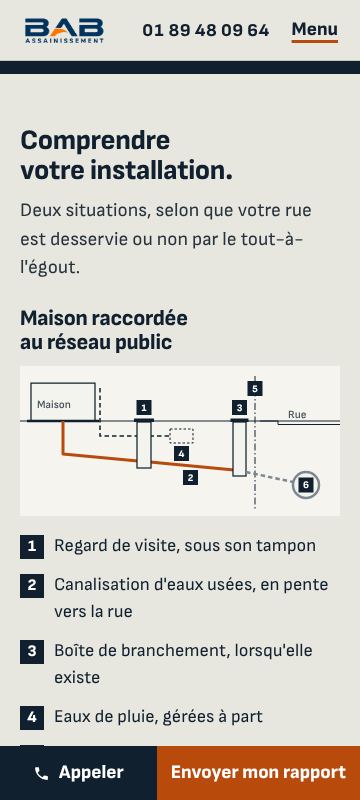 BAB
ASSAINISSEMENT
01 89 48 09 64
Menu
Comprendre
votre installation.
Deux situations, selon que votre rue
est desservie ou non par le tout-à-
l'égout.
Maison raccordée
au réseau public
5
Maison
1
3
Rue
4
2
6
1 Regard de visite, sous son tampon
2 Canalisation d'eaux usées, en pente
vers la rue
3 Boîte de branchement, lorsqu'elle
existe
4 Eaux de pluie, gérées à part
Appeler
Envoyer mon rapport